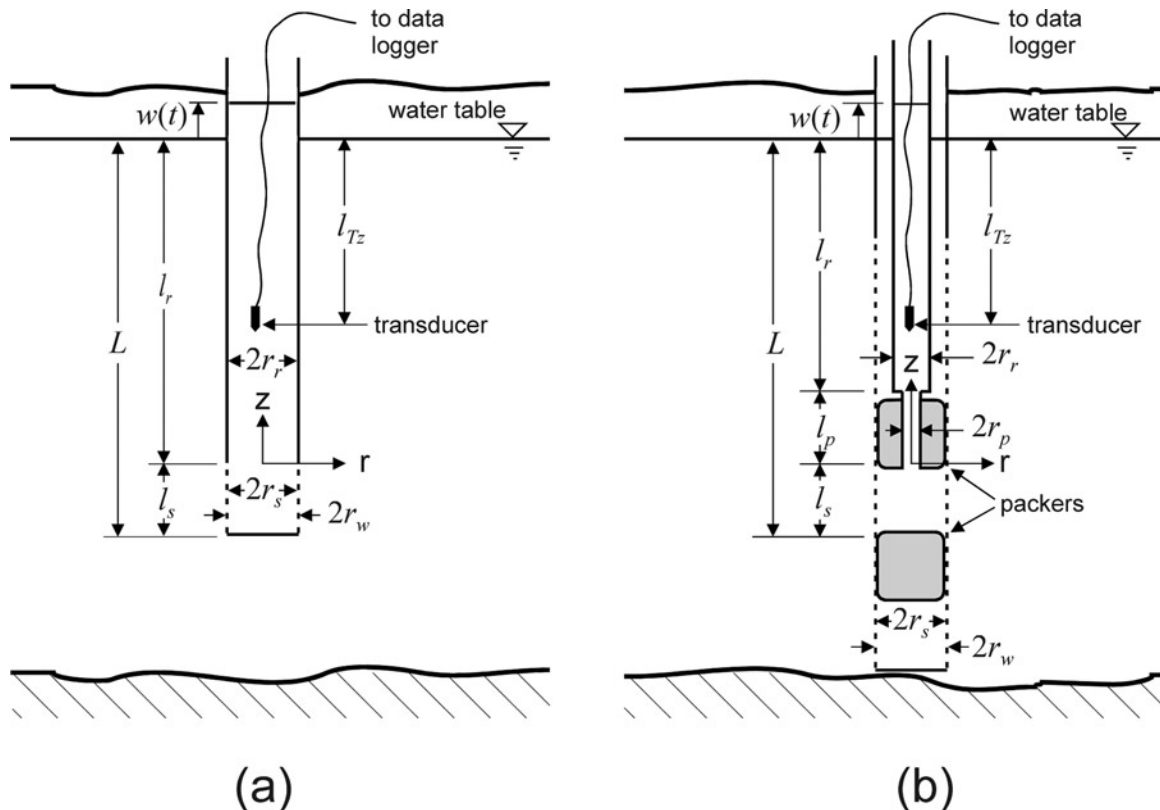 to data
logger
water table
w(t)
l_Tz
l_r
L
transducer
2r_r
z
r
l_s
2r_s
2r_w
(a)
to data
logger
water table
w(t)
l_Tz
l_r
L
transducer
z
2r_r
l_p
2r_p
r
l_s
packers
2r_s
2r_w
(b)